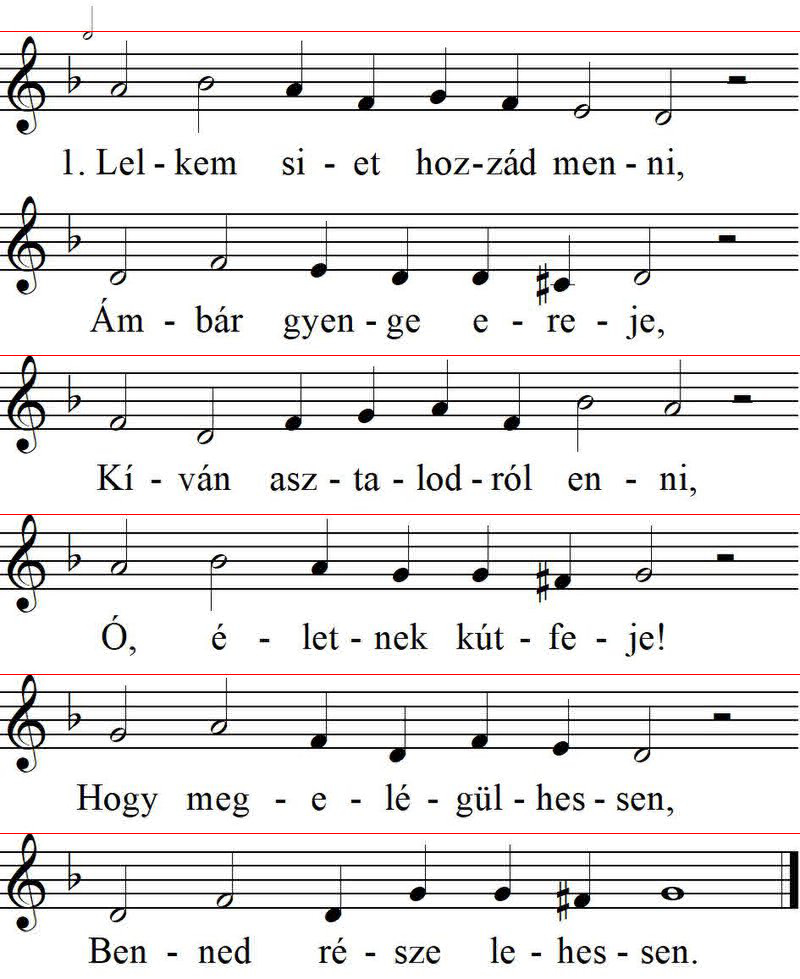 1. Lel - kem si - et hoz-zád men - ni,
Ám - bár gyen - ge e - re - je,
Kí - ván asz - ta - lod - ról en - ni,
Ó, é - let - nek kút - fe - je!
Hogy meg - e - lé - gül - hes - sen,
Ben - ned ré - sze le - hes - sen.